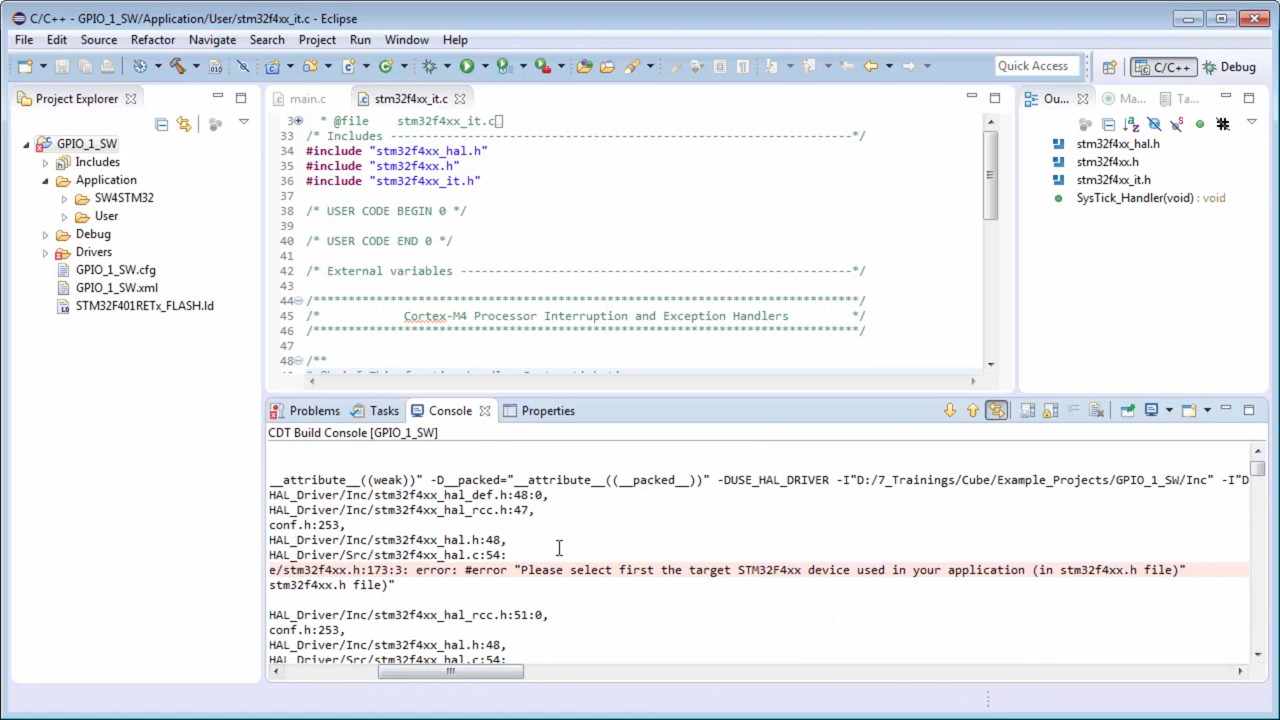 C/C++ - GPIO_1_SW/Application/User/stm32f4xx_it.c - Eclipse
File Edit Source Refactor Navigate Search Project Run Window Help
Quick Access
C/C++
Debug
Project Explorer
GPIO_1_SW
Includes
Application
SW4STM32
User
Debug
Drivers
GPIO_1_SW.cfg
GPIO_1_SW.xml
STM32F401RETx_FLASH.ld
main.c
stm32f4xx_it.c
3 * @file    stm32f4xx_it.c
33 /* Includes ------------------------------------------------------------------*/
34 #include "stm32f4xx_hal.h"
35 #include "stm32f4xx.h"
36 #include "stm32f4xx_it.h"
37
38 /* USER CODE BEGIN 0 */
39
40 /* USER CODE END 0 */
41
42 /* External variables --------------------------------------------------------*/
43
44 /******************************************************************************/
45 /*            Cortex-M4 Processor Interruption and Exception Handlers         */
46 /******************************************************************************/
47
48 /**
Ou...
Ma...
Ta...
stm32f4xx_hal.h
stm32f4xx.h
stm32f4xx_it.h
SysTick_Handler(void) : void
Problems
Tasks
Console
Properties
CDT Build Console [GPIO_1_SW]
__attribute__((weak))" -D__packed="__attribute__((__packed__))" -DUSE_HAL_DRIVER -I"D:/7_Trainings/Cube/Example_Projects/GPIO_1_SW/Inc" -I"D
HAL_Driver/Inc/stm32f4xx_hal_def.h:48:0,
HAL_Driver/Inc/stm32f4xx_hal_rcc.h:47,
conf.h:253,
HAL_Driver/Inc/stm32f4xx_hal.h:48,
HAL_Driver/Src/stm32f4xx_hal.c:54:
e/stm32f4xx.h:173:3: error: #error "Please select first the target STM32F4xx device used in your application (in stm32f4xx.h file)"
stm32f4xx.h file)"
HAL_Driver/Inc/stm32f4xx_hal_rcc.h:51:0,
conf.h:253,
HAL_Driver/Inc/stm32f4xx_hal.h:48,
HAL_Driver/Src/stm32f4xx_hal.c:54: